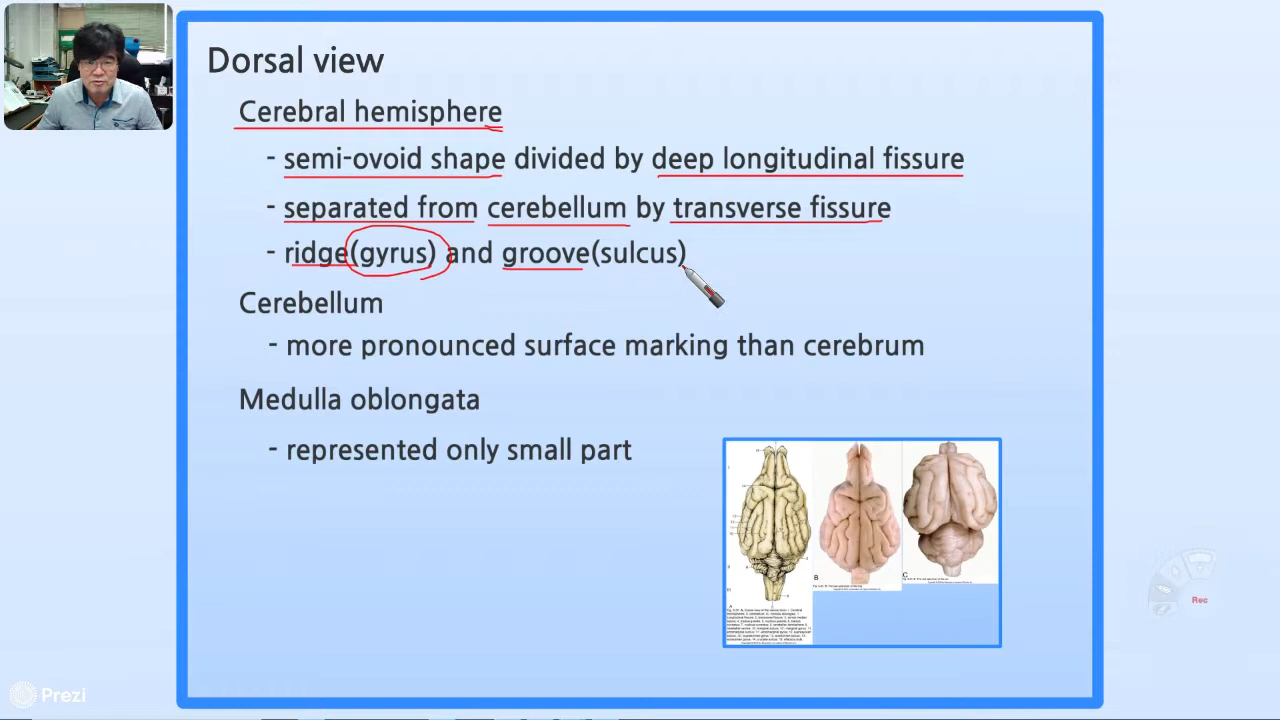 Dorsal view
Cerebral hemisphere
- semi-ovoid shape divided by deep longitudinal fissure
- separated from cerebellum by transverse fissure
- ridge(gyrus) and groove(sulcus)
Cerebellum
- more pronounced surface marking than cerebrum
Medulla oblongata
- represented only small part
A
B
C
Rec
Prezi